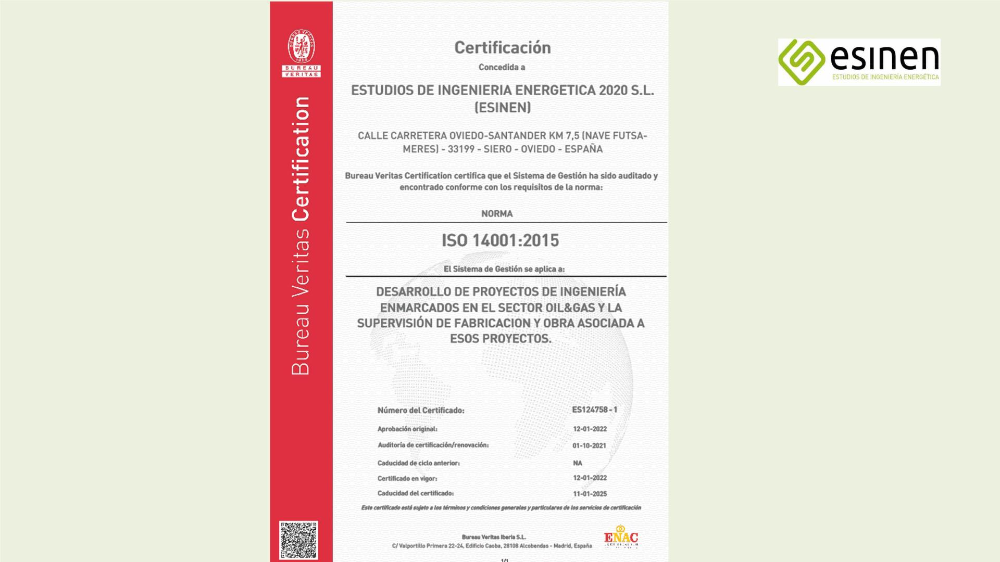 BUREAU VERITAS
1828
BUREAU
VERITAS
Bureau Veritas Certification
Certificación
Concedida a
ESTUDIOS DE INGENIERIA ENERGETICA 2020 S.L.
(ESINEN)
CALLE CARRETERA OVIEDO-SANTANDER KM 7,5 (NAVE FUTSA-
MERES) - 33199 - SIERO - OVIEDO - ESPAÑA
Bureau Veritas Certification certifica que el Sistema de Gestión ha sido auditado y
encontrado conforme con los requisitos de la norma:
NORMA
ISO 14001:2015
El Sistema de Gestión se aplica a:
DESARROLLO DE PROYECTOS DE INGENIERÍA
ENMARCADOS EN EL SECTOR OIL&GAS Y LA
SUPERVISIÓN DE FABRICACION Y OBRA ASOCIADA A
ESOS PROYECTOS.
Número del Certificado: ES124758 - 1
Aprobación original: 12-01-2022
Auditoría de certificación/renovación: 01-10-2021
Caducidad de ciclo anterior: NA
Certificado en vigor: 12-01-2022
Caducidad del certificado: 11-01-2025
Este certificado está sujeto a los términos y condiciones generales y particulares de los servicios de certificación
Bureau Veritas Iberia S.L.
C/ Valportillo Primera 22-24, Edificio Caoba, 28108 Alcobendas - Madrid, España
ENAC
1/1
esinen
ESTUDIOS DE INGENIERÍA ENERGÉTICA